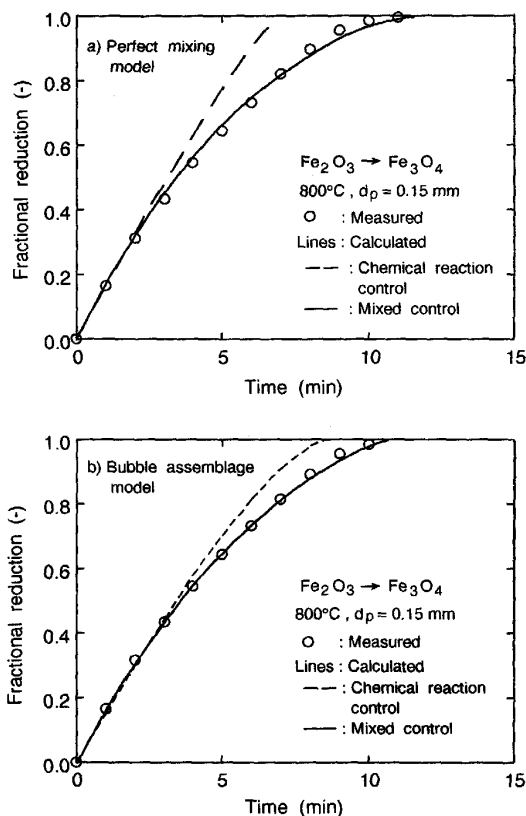 a) Perfect mixing
model
Fractional reduction (-)
1.0
0.8
0.6
0.4
0.2
0.0
Fe2O3 → Fe3O4
800°C , dp = 0.15 mm
○ : Measured
Lines : Calculated
— — : Chemical reaction
control
— : Mixed control
0 5 10 15
Time (min)
b) Bubble assemblage
model
Fractional reduction (-)
1.0
0.8
0.6
0.4
0.2
0.0
Fe2O3 → Fe3O4
800°C , dp = 0.15 mm
○ : Measured
Lines : Calculated
--- : Chemical reaction
control
— : Mixed control
0 5 10 15
Time (min)